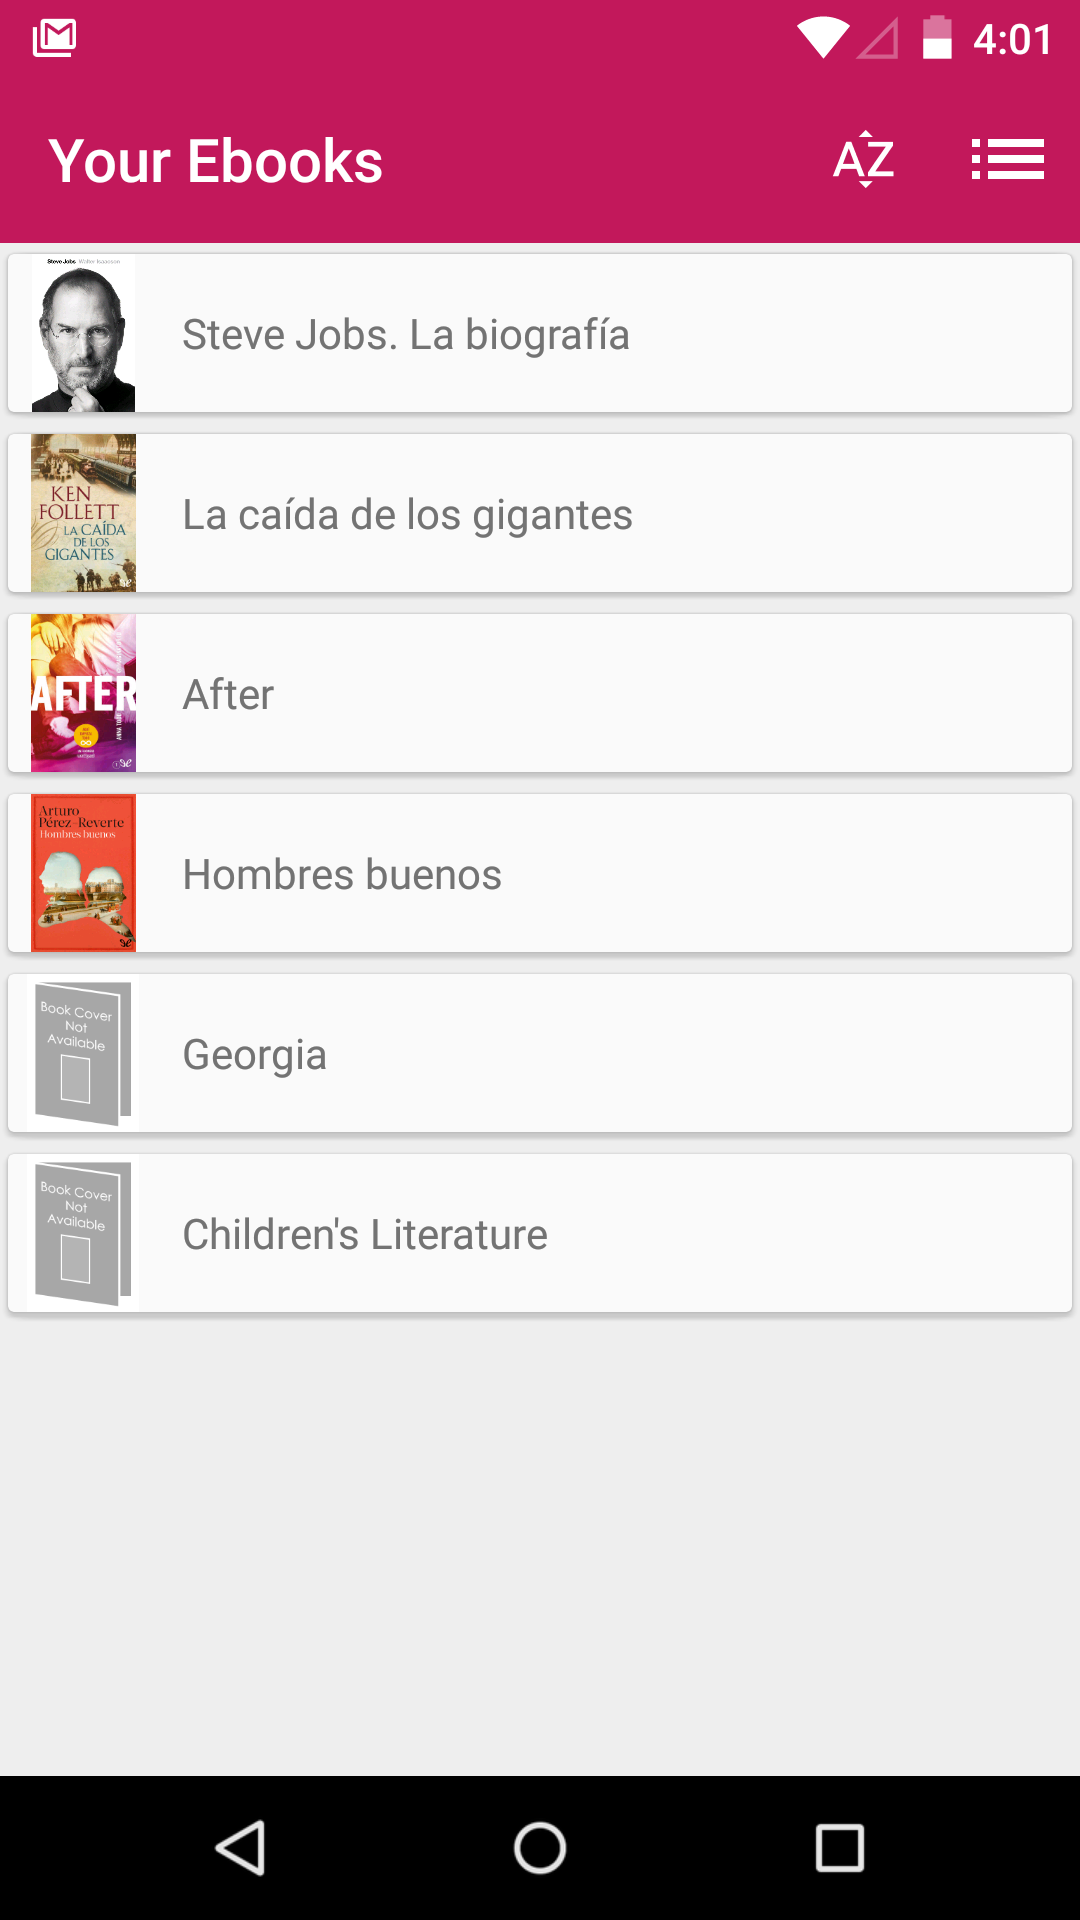 4:01
Your Ebooks
AZ
Steve Jobs Walter Isaacson
Steve Jobs. La biografía
KEN
FOLLETT
LA CAÍDA
DE LOS
GIGANTES
La caída de los gigantes
AFTER
ANNA TODD
After
Arturo
Pérez-Reverte
Hombres buenos
Hombres buenos
Book Cover
Not
Available
Georgia
Book Cover
Not
Available
Children's Literature